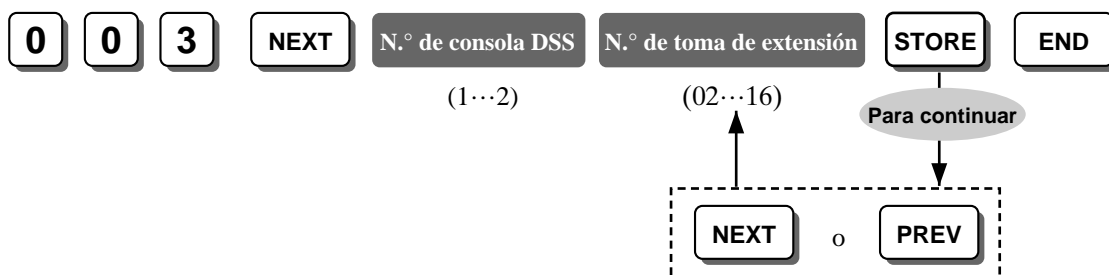 0 0 3 NEXT N.° de consola DSS N.° de toma de extensión STORE END
(1···2) (02···16)
Para continuar
NEXT o PREV